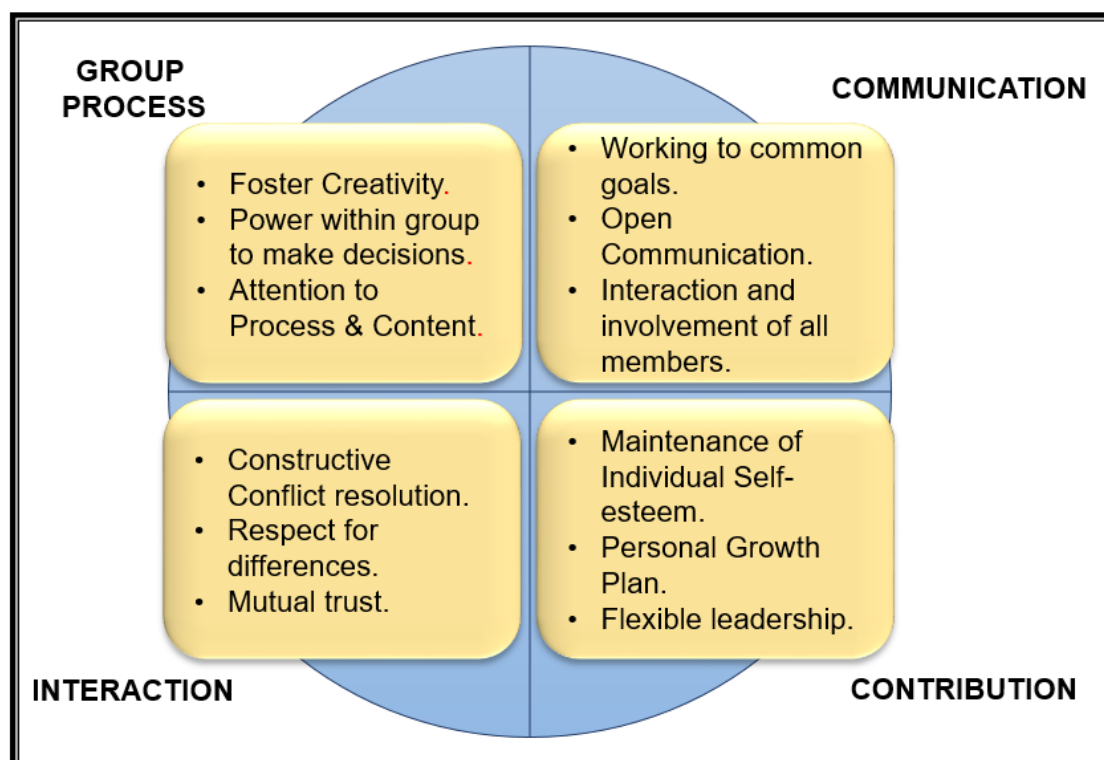 GROUP
PROCESS
COMMUNICATION
• Foster Creativity.
• Power within group
to make decisions.
• Attention to
Process & Content.
• Working to common
goals.
• Open
Communication.
• Interaction and
involvement of all
members.
• Constructive
Conflict resolution.
• Respect for
differences.
• Mutual trust.
• Maintenance of
Individual Self-
esteem.
• Personal Growth
Plan.
• Flexible leadership.
INTERACTION
CONTRIBUTION